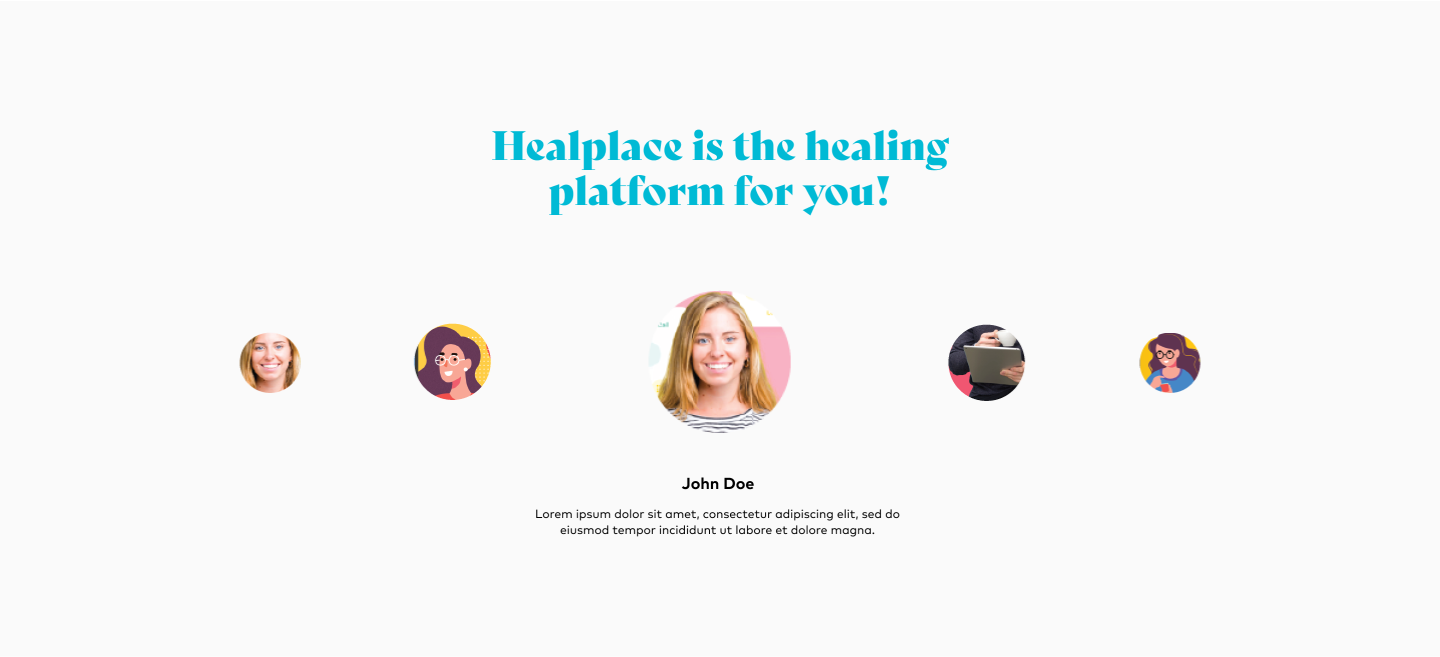 Healplace is the healing
platform for you!
John Doe
Lorem ipsum dolor sit amet, consectetur adipiscing elit, sed do
eiusmod tempor incididunt ut labore et dolore magna.